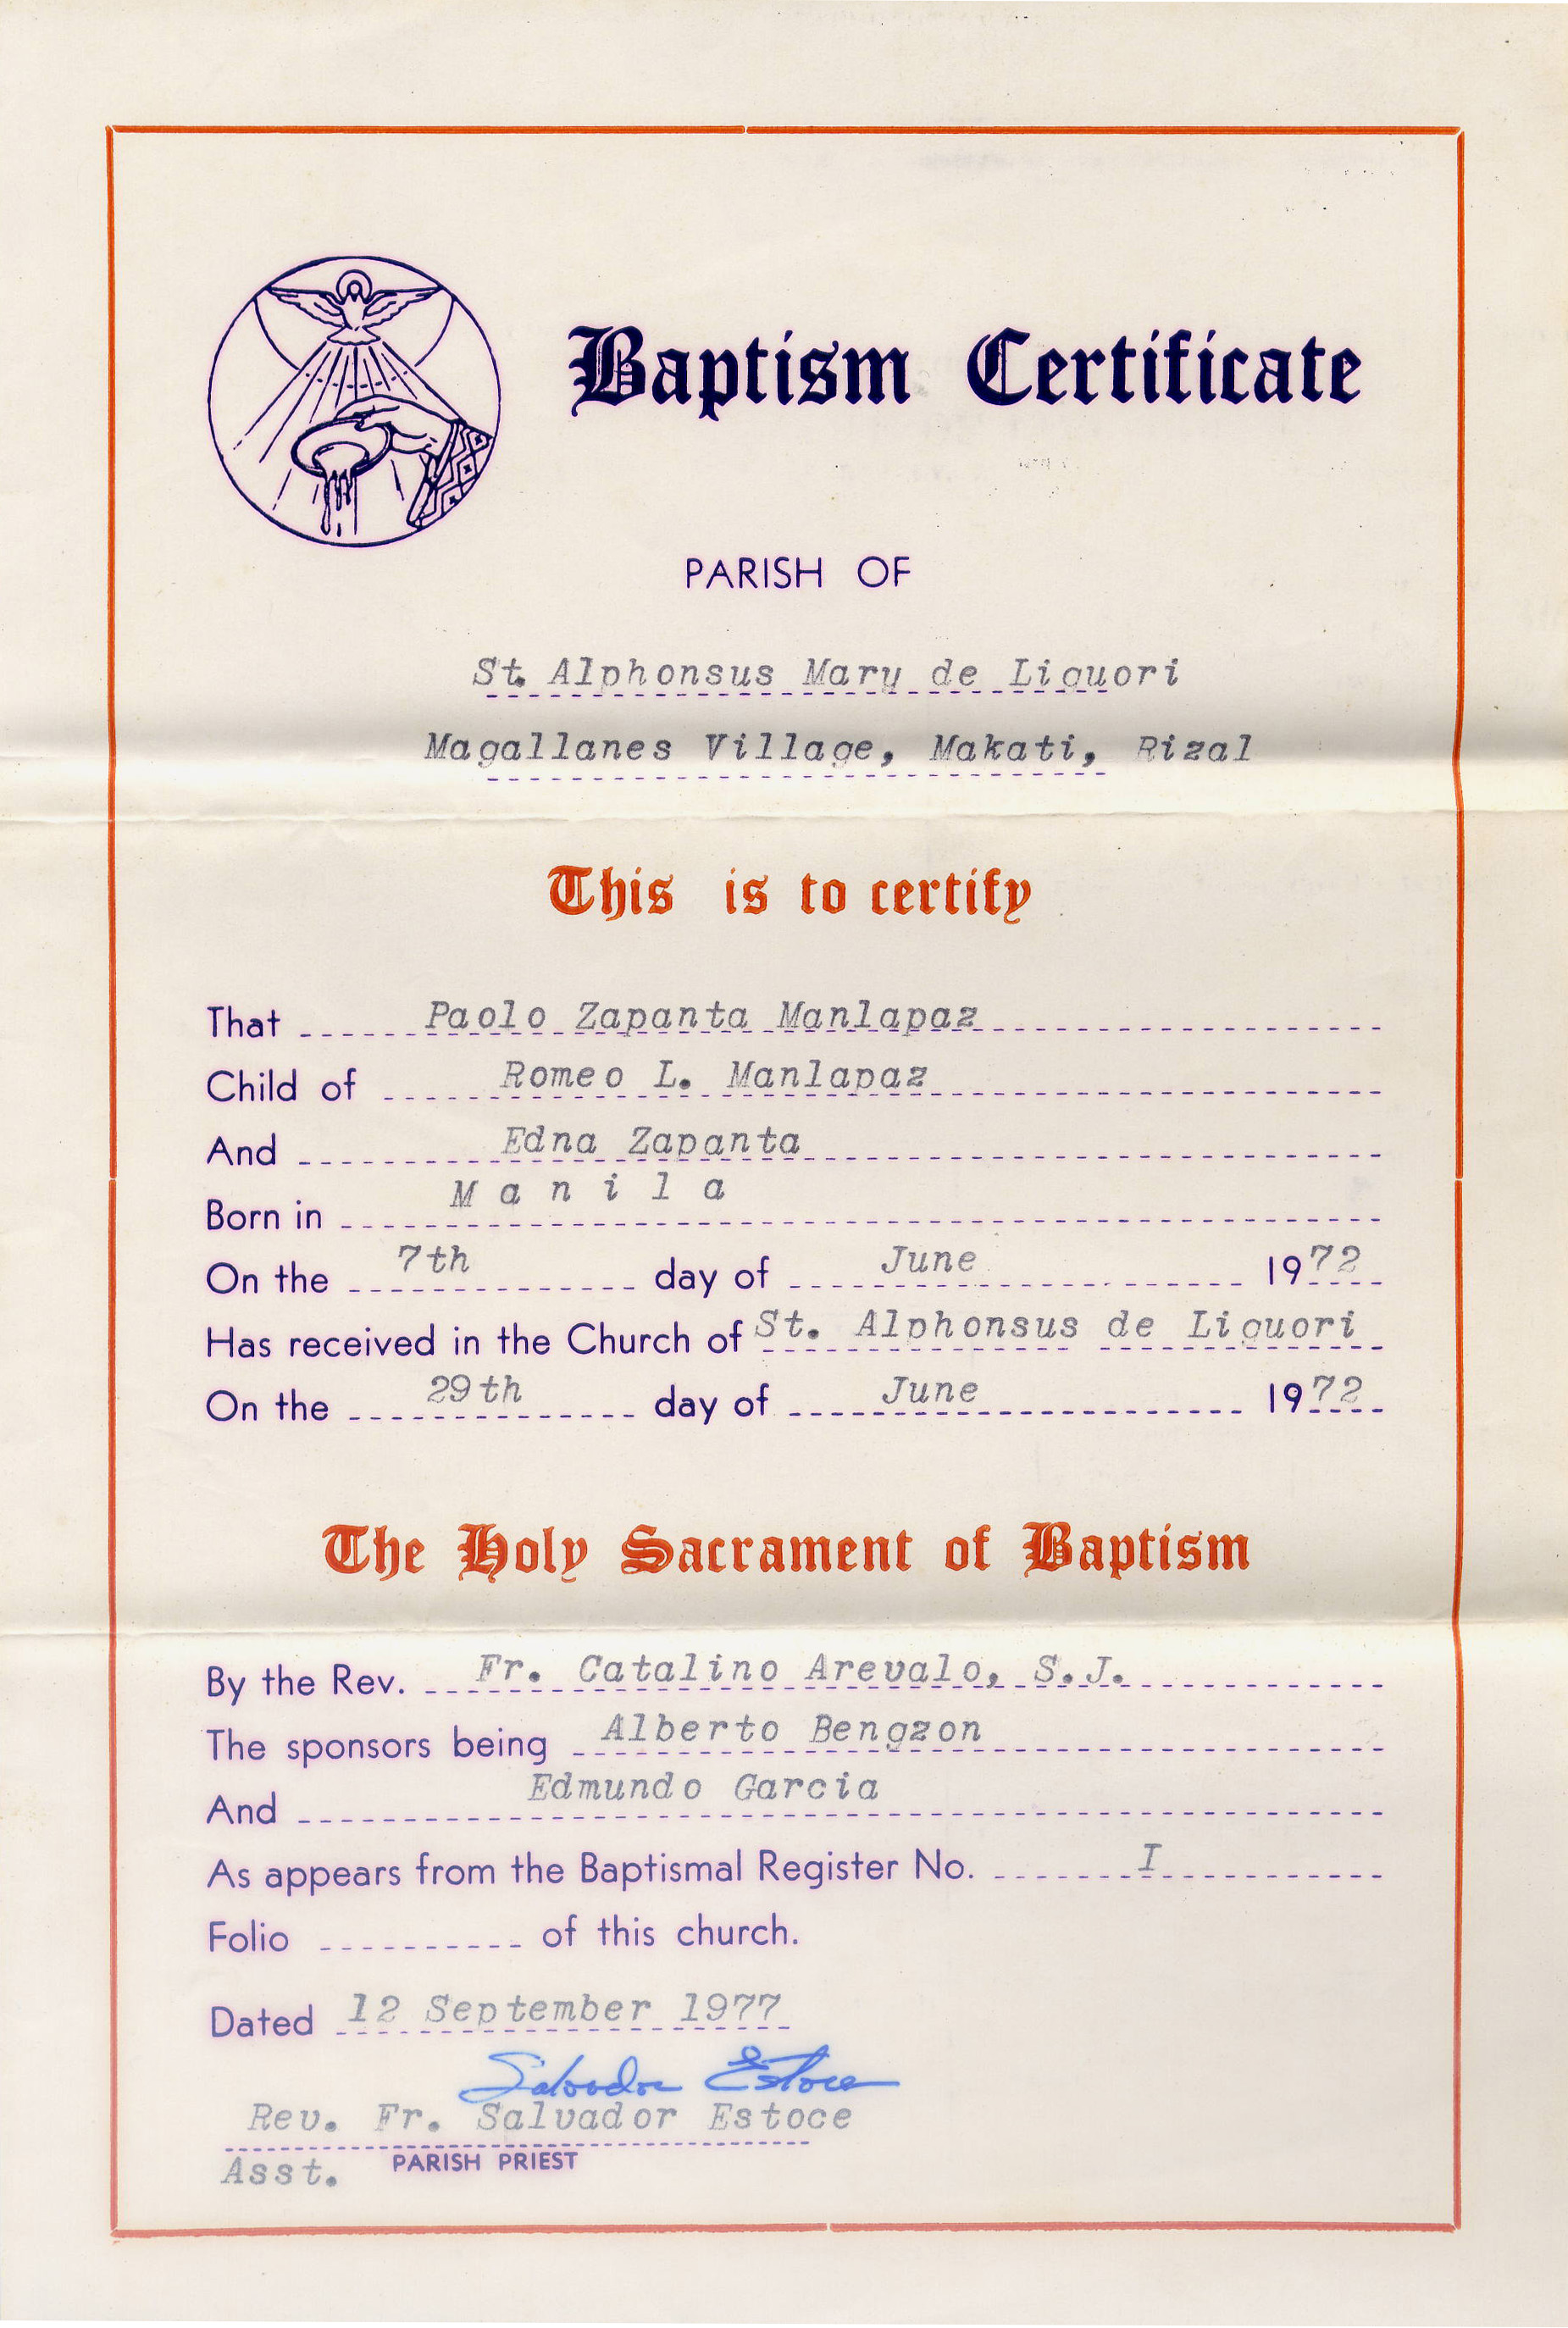 Baptism Certificate
PARISH OF
St. Alphonsus Mary de Liguori
Magallanes Village, Makati, Rizal
This is to certify
That Paolo Zapanta Manlapaz
Child of Romeo L. Manlapaz
And Edna Zapanta
Born in Manila
On the 7th day of June 1972
Has received in the Church of St. Alphonsus de Liguori
On the 29th day of June 1972
The Holy Sacrament of Baptism
By the Rev. Fr. Catalino Arevalo, S.J.
The sponsors being Alberto Bengzon
And Edmundo Garcia
As appears from the Baptismal Register No. I
Folio of this church.
Dated 12 September 1977
Salvador Estoce
Rev. Fr. Salvador Estoce
Asst. PARISH PRIEST